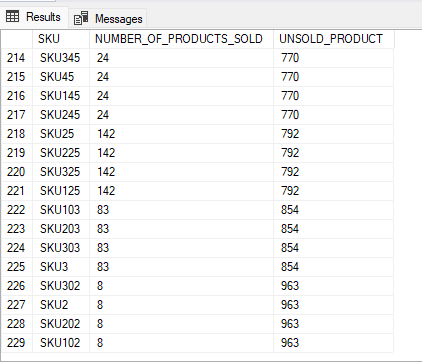 Results Messages
SKU NUMBER_OF_PRODUCTS_SOLD UNSOLD_PRODUCT
214 SKU345 24 770
215 SKU45 24 770
216 SKU145 24 770
217 SKU245 24 770
218 SKU25 142 792
219 SKU225 142 792
220 SKU325 142 792
221 SKU125 142 792
222 SKU103 83 854
223 SKU203 83 854
224 SKU303 83 854
225 SKU3 83 854
226 SKU302 8 963
227 SKU2 8 963
228 SKU202 8 963
229 SKU102 8 963